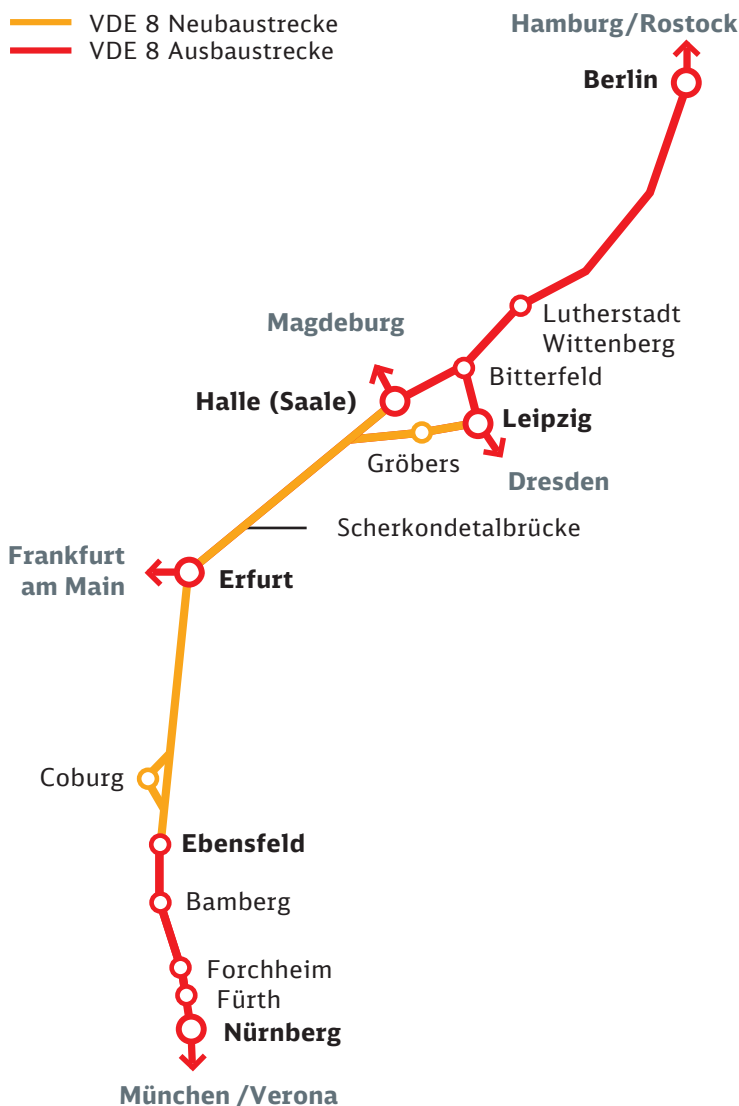 VDE 8 Neubaustrecke
VDE 8 Ausbaustrecke
Hamburg/Rostock
Berlin
Lutherstadt
Wittenberg
Magdeburg
Bitterfeld
Halle (Saale)
Leipzig
Gröbers
Dresden
Scherkondetalbrücke
Frankfurt
am Main
Erfurt
Coburg
Ebensfeld
Bamberg
Forchheim
Fürth
Nürnberg
München /Verona